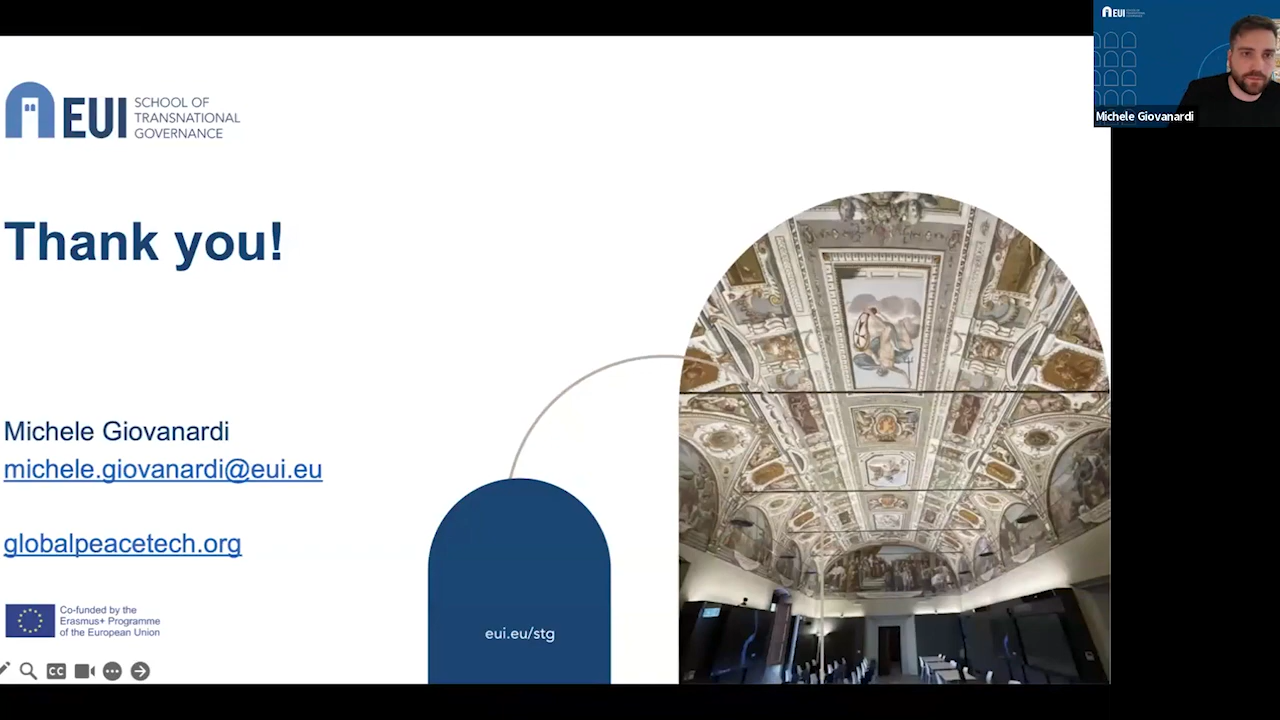 EUI
SCHOOL OF
TRANSNATIONAL
GOVERNANCE
Thank you!
Michele Giovanardi
michele.giovanardi@eui.eu
globalpeacetech.org
Co-funded by the
Erasmus+ Programme
of the European Union
CC
eui.eu/stg
EUI
Michele Giovanardi